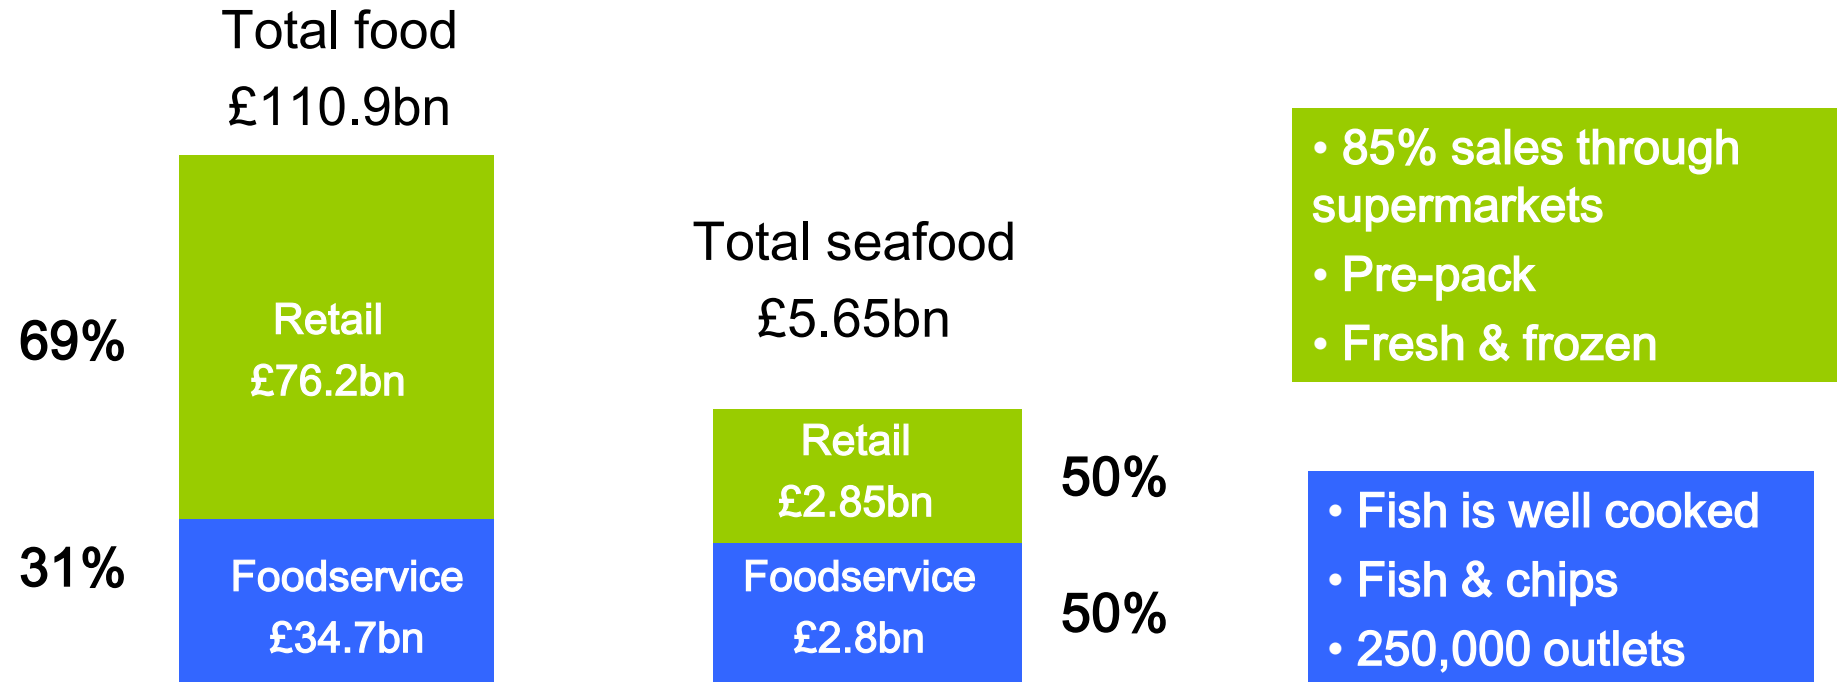 Total food
£110.9bn
69%
Retail
£76.2bn
31%
Foodservice
£34.7bn
Total seafood
£5.65bn
Retail
£2.85bn
50%
Foodservice
£2.8bn
50%
• 85% sales through
supermarkets
• Pre-pack
• Fresh & frozen
• Fish is well cooked
• Fish & chips
• 250,000 outlets